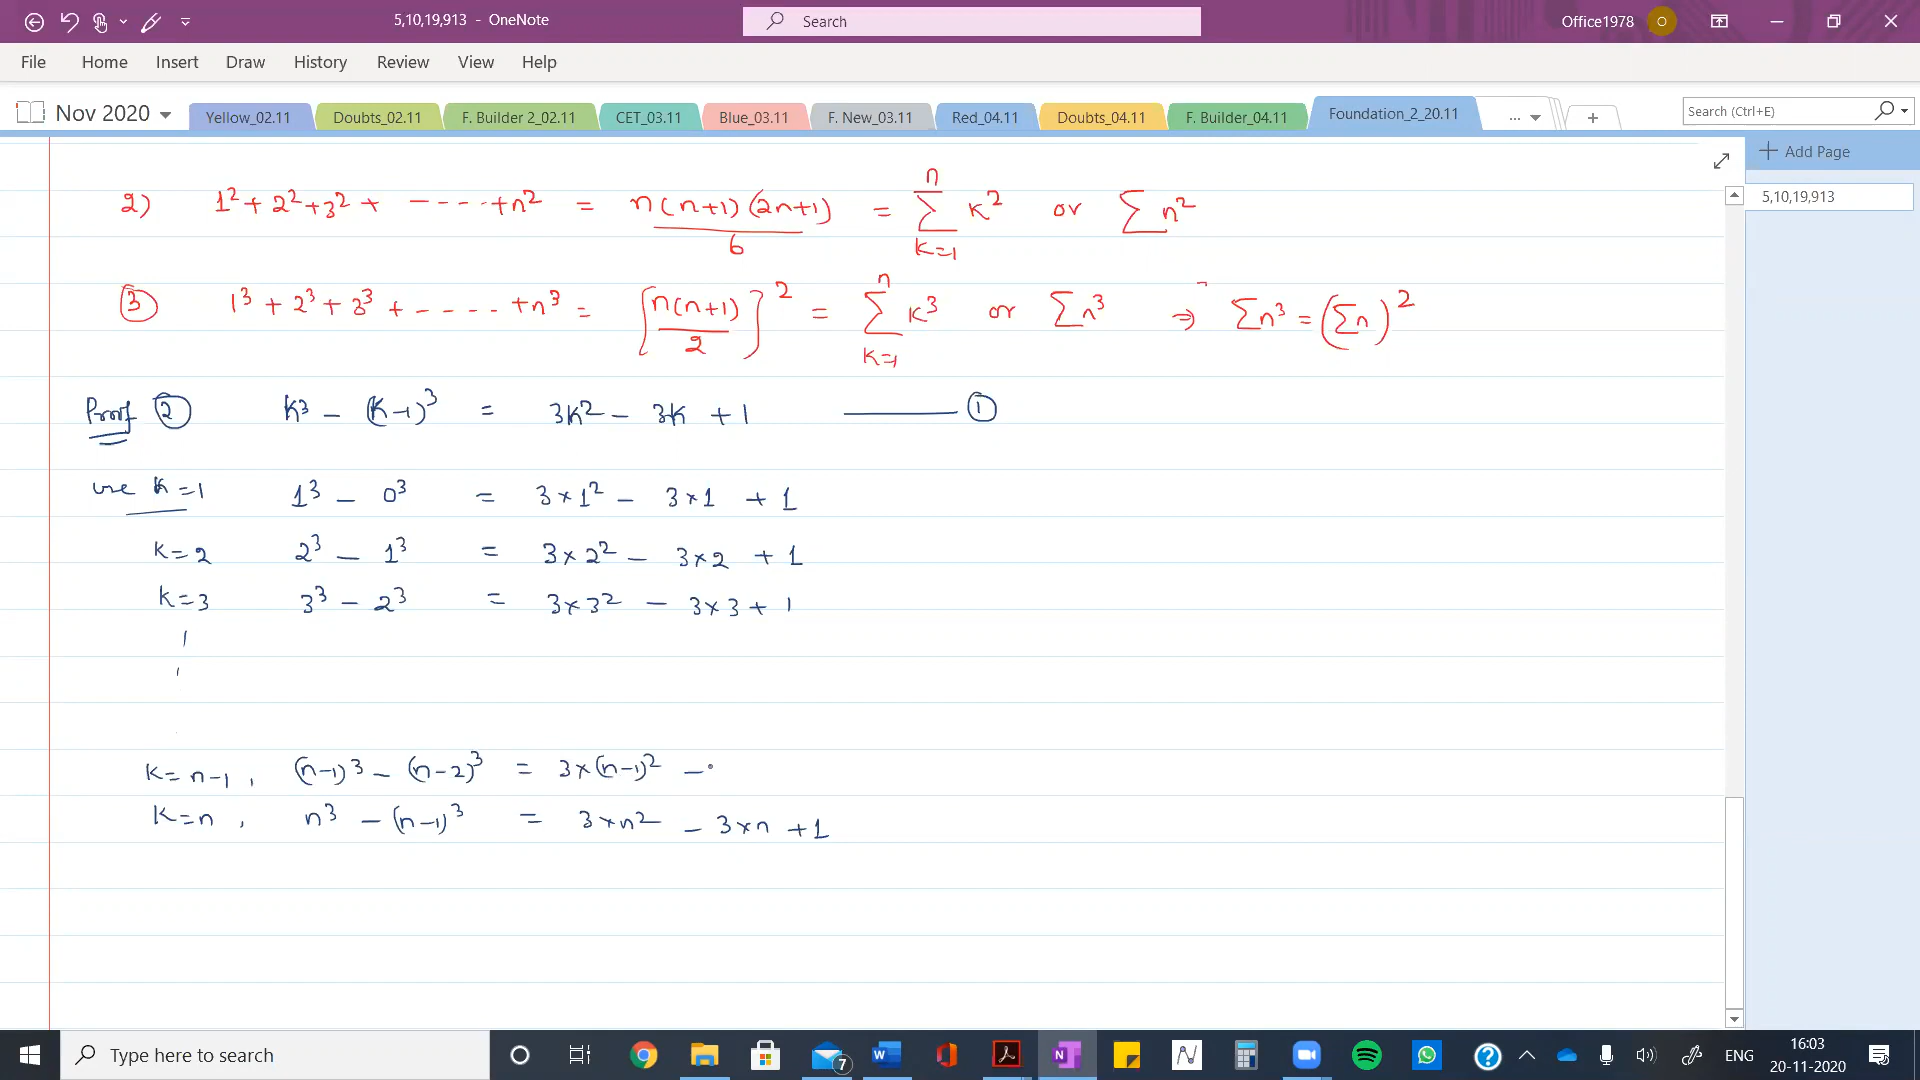 5,10,19,913 - OneNote
Search
Office1978
O
File Home Insert Draw History Review View Help
Nov 2020
Yellow_02.11
Doubts_02.11
F. Builder 2_02.11
CET_03.11
Blue_03.11
F. New_03.11
Red_04.11
Doubts_04.11
F. Builder_04.11
Foundation_2_20.11
...
+
Search (Ctrl+E)
+ Add Page
5,10,19,913
2) 1² + 2² + 3² + ----- + n² = n(n+1)(2n+1)/6 = Σ_{k=1}^{n} k² or Σn²
③ 1³ + 2³ + 3³ + ----- + n³ = [n(n+1)/2]² = Σ_{k=1}^{n} k³ or Σn³ ⇒ Σn³ = (Σn)²
Proof ② k³ - (k-1)³ = 3k² - 3k + 1 ——— ①
use k=1 1³ - 0³ = 3×1² - 3×1 + 1
k=2 2³ - 1³ = 3×2² - 3×2 + 1
k=3 3³ - 2³ = 3×3² - 3×3 + 1
k=n-1, (n-1)³ - (n-2)³ = 3×(n-1)² -
k=n, n³ - (n-1)³ = 3×n² - 3×n + 1
Type here to search
7
ENG
16:03
20-11-2020